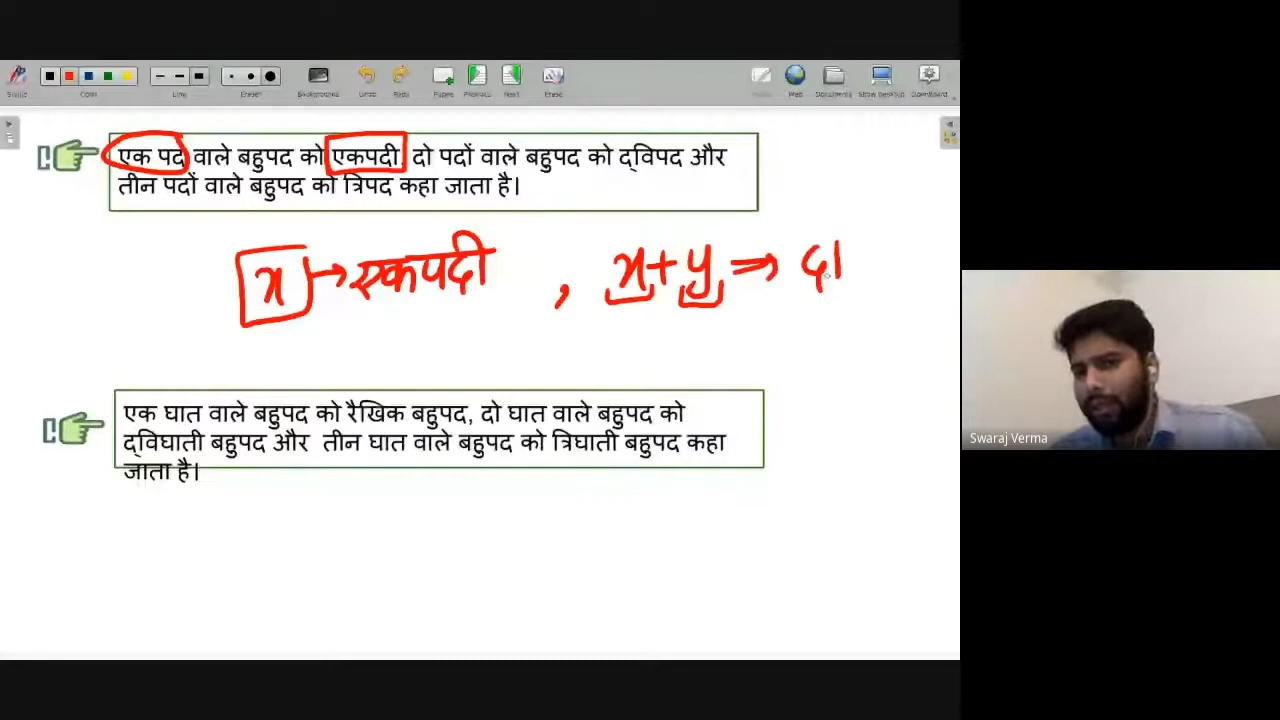 एक पद वाले बहुपद को एकपदी, दो पदों वाले बहुपद को द्विपद और
तीन पदों वाले बहुपद को त्रिपद कहा जाता है।
x → एकपदी , x+y ⇒ दा
एक घात वाले बहुपद को रैखिक बहुपद, दो घात वाले बहुपद को
द्विघाती बहुपद और तीन घात वाले बहुपद को त्रिघाती बहुपद कहा
जाता है।
Swaraj Verma